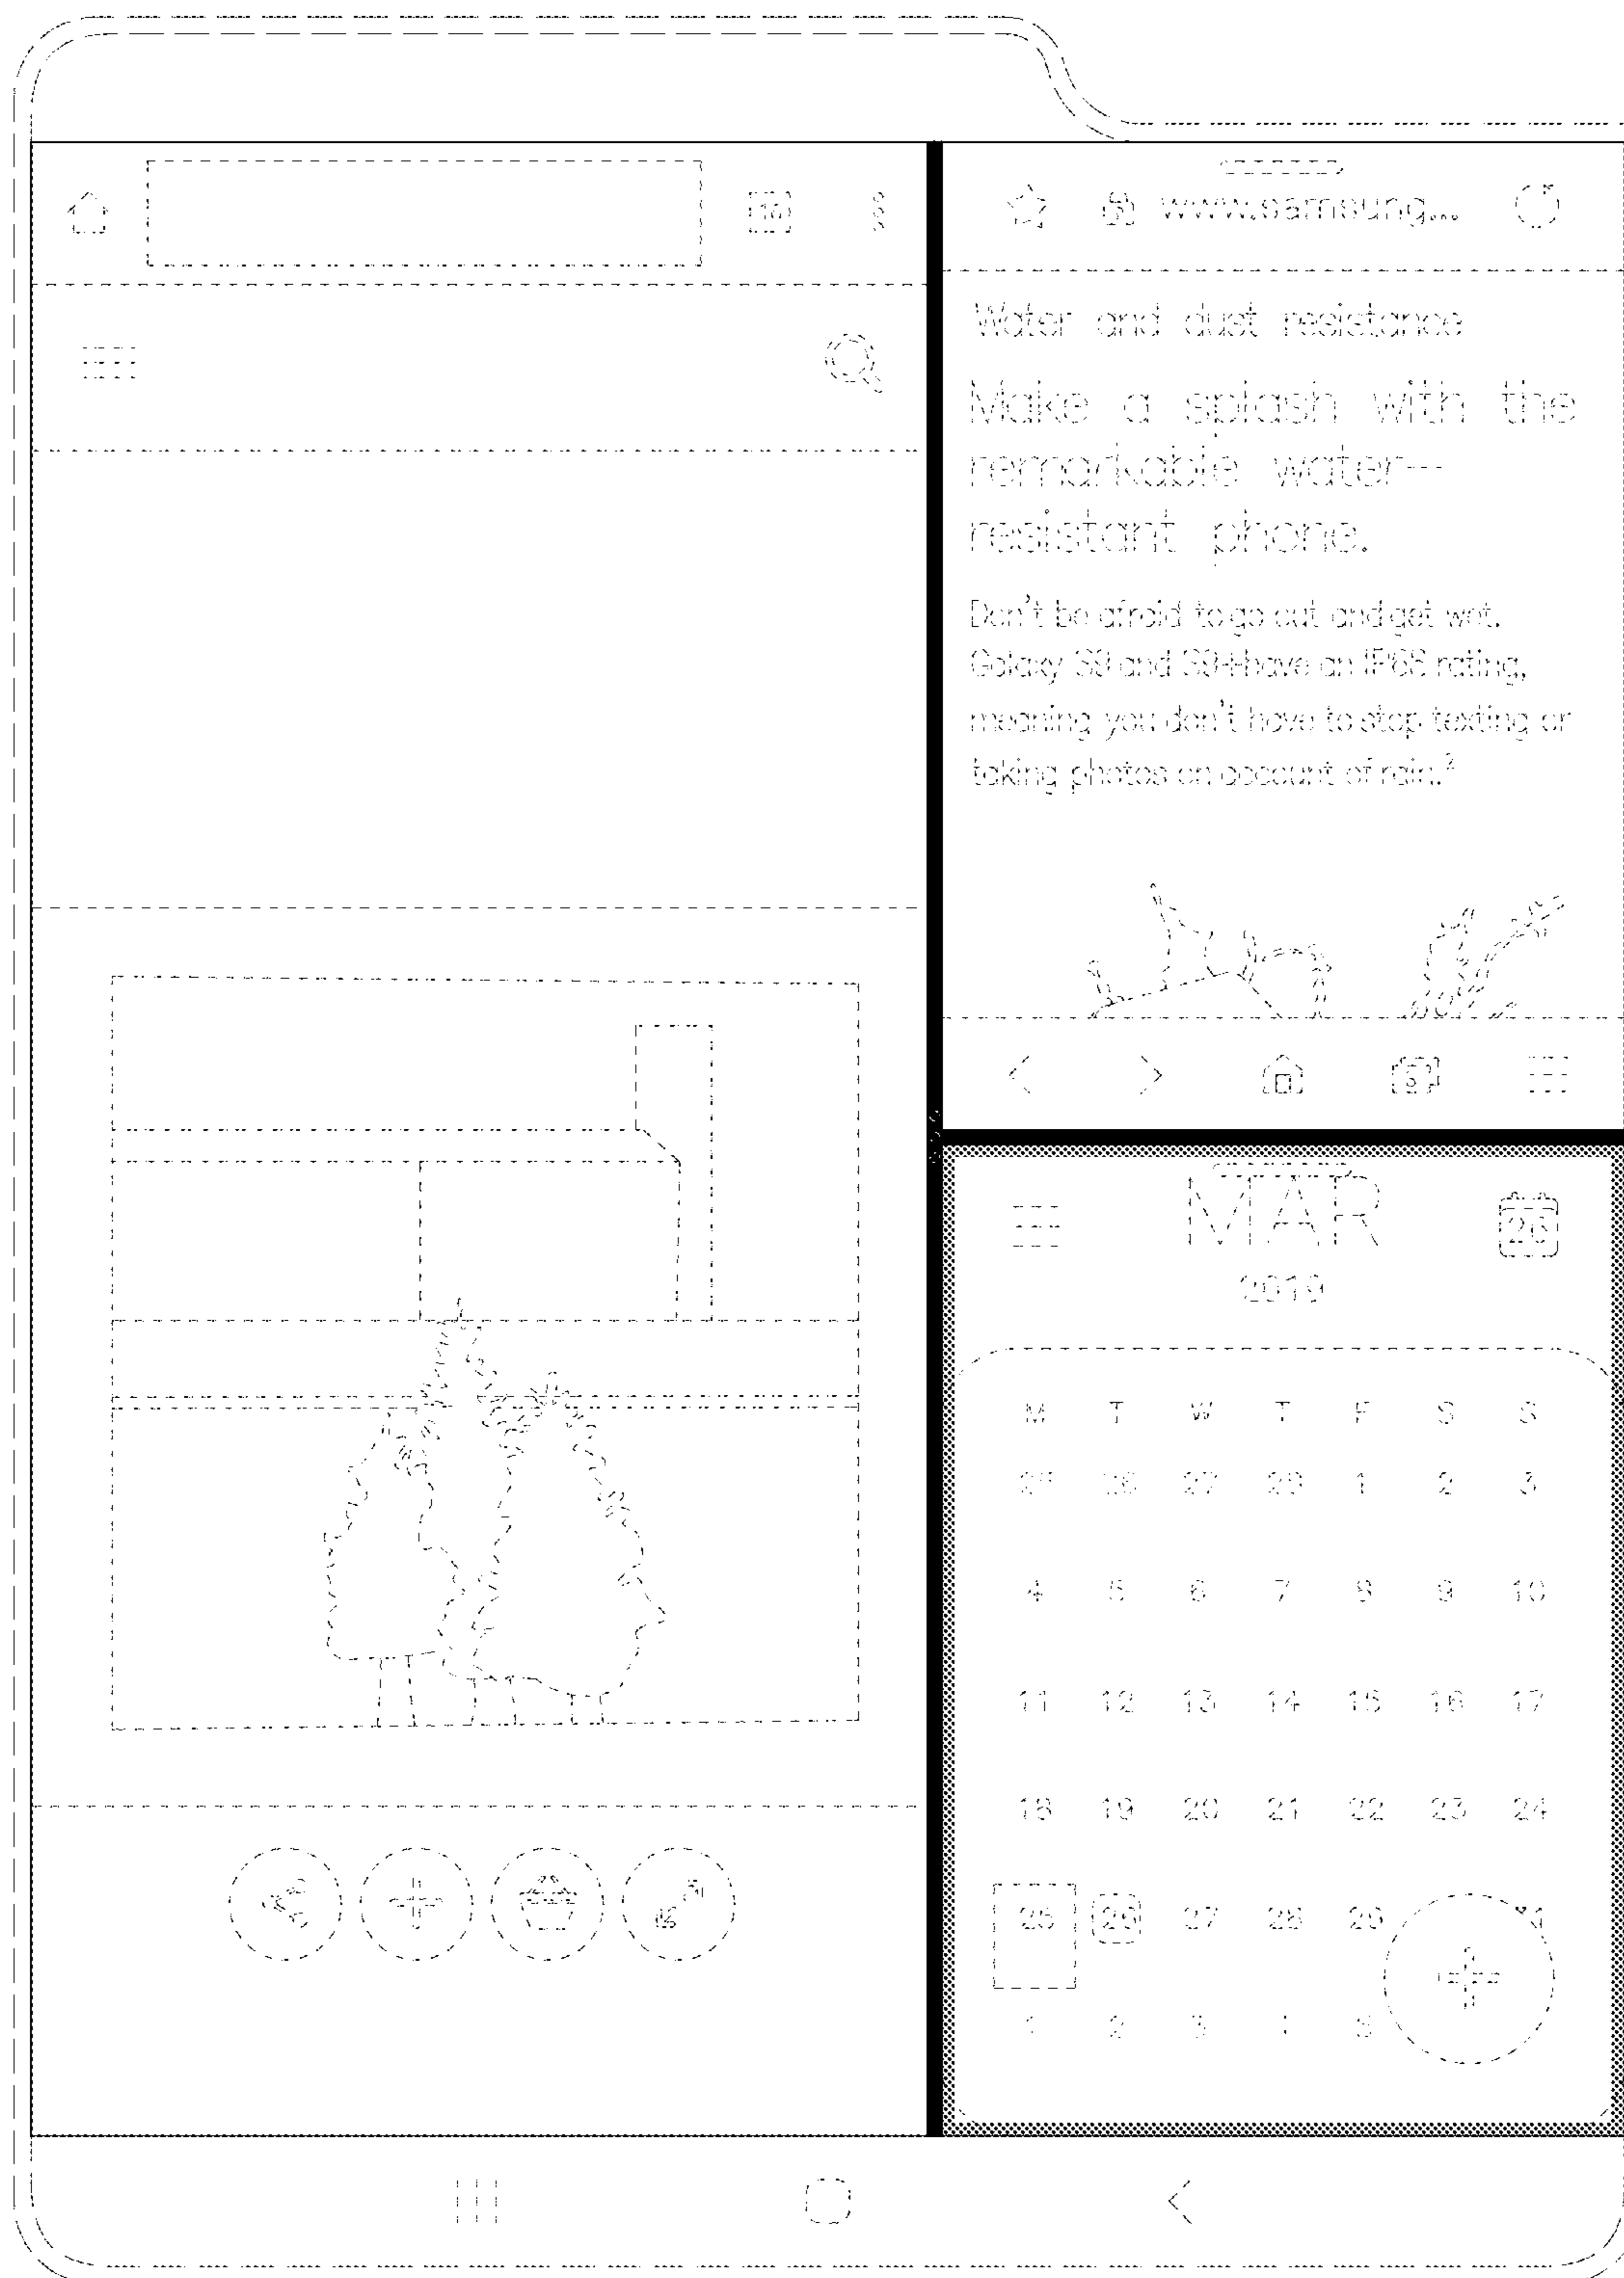 www.samsung...
Water and dust resistance
Make a splash with the
remarkable water-
resistant phone.
Don't be afraid to go out and get wet.
Galaxy S9 and S9+ have an IP68 rating,
meaning you don't have to stop texting or
taking photos on account of rain.²
MAR
26
2019
M T W T F S S
27 28 1 2 3
4 5 6 7 8 9 10
11 12 13 14 15 16 17
18 19 20 21 22 23 24
25 26 27 28 29
1 2 3